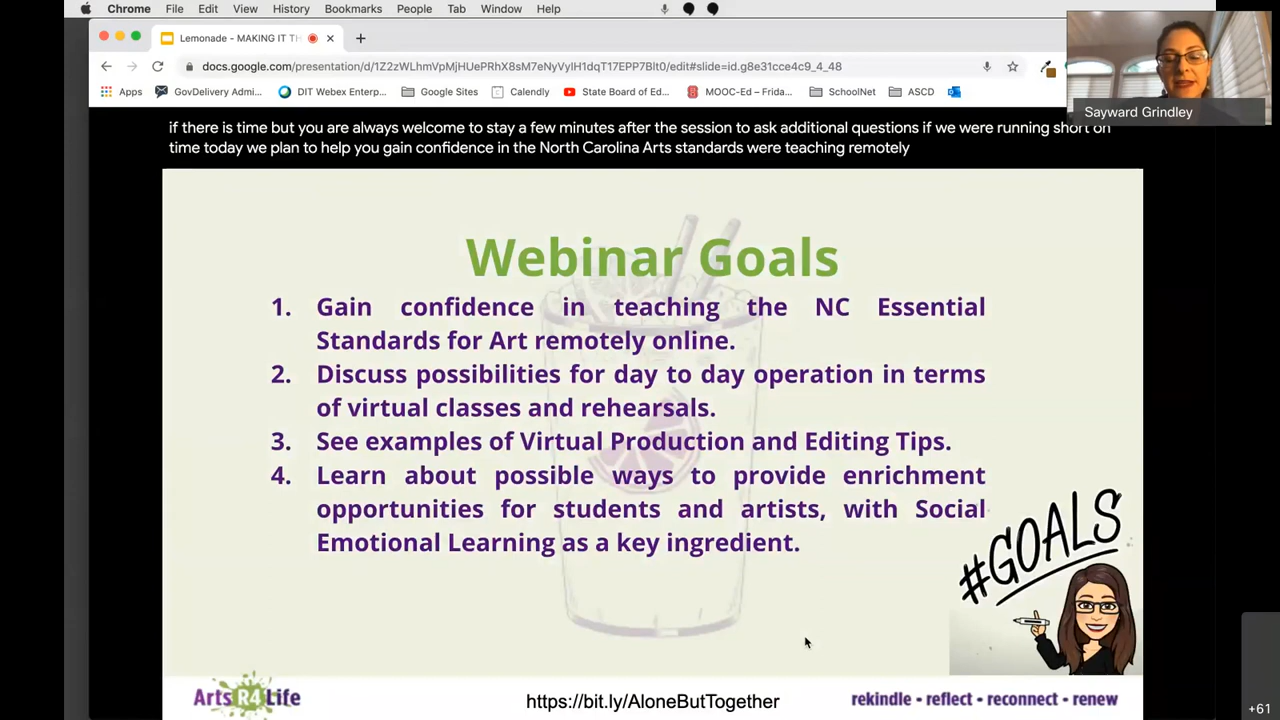 Chrome File Edit View History Bookmarks People Tab Window Help
Lemonade - MAKING IT TH
docs.google.com/presentation/d/1Z2zWLhmVpMjHUePRhX8sM7eNyVyIH1dqT17EPP7Blt0/edit#slide=id.g8e31cce4c9_4_48
Apps GovDelivery Admi... DIT Webex Enterp... Google Sites Calendly State Board of Ed... MOOC-Ed – Frida... SchoolNet ASCD
Sayward Grindley
if there is time but you are always welcome to stay a few minutes after the session to ask additional questions if we were running short on
time today we plan to help you gain confidence in the North Carolina Arts standards were teaching remotely
Webinar Goals
1. Gain confidence in teaching the NC Essential
Standards for Art remotely online.
2. Discuss possibilities for day to day operation in terms
of virtual classes and rehearsals.
3. See examples of Virtual Production and Editing Tips.
4. Learn about possible ways to provide enrichment
opportunities for students and artists, with Social
Emotional Learning as a key ingredient.
#GOALS
Arts R4 Life
https://bit.ly/AloneButTogether
rekindle - reflect - reconnect - renew
+61